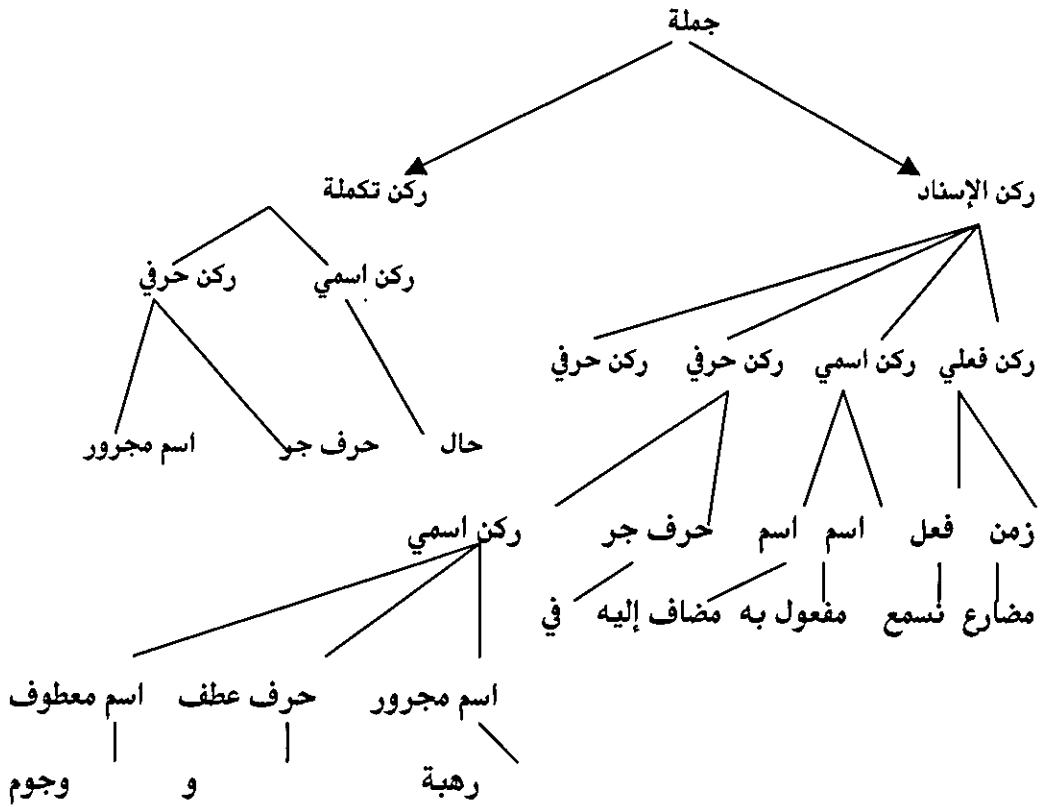 جملة
ركن الإسناد ركن تكملة
ركن اسمي ركن حرفي
ركن فعلي ركن اسمي ركن حرفي ركن حرفي
حال حرف جر اسم مجرور
زمن فعل اسم اسم حرف جر ركن اسمي
مضارع نسمع مفعول به مضاف إليه في
اسم مجرور حرف عطف اسم معطوف
رهبة و وجوم